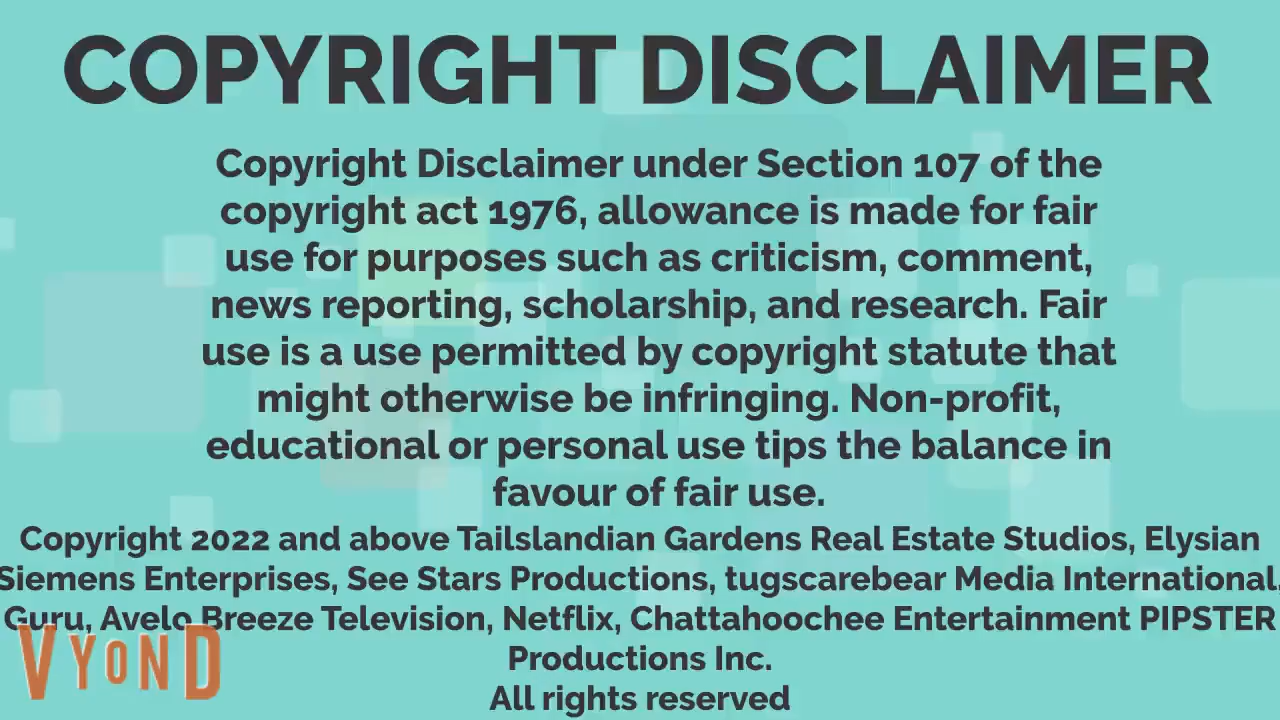 COPYRIGHT DISCLAIMER
Copyright Disclaimer under Section 107 of the
copyright act 1976, allowance is made for fair
use for purposes such as criticism, comment,
news reporting, scholarship, and research. Fair
use is a use permitted by copyright statute that
might otherwise be infringing. Non-profit,
educational or personal use tips the balance in
favour of fair use.
Copyright 2022 and above Tailslandian Gardens Real Estate Studios, Elysian
Siemens Enterprises, See Stars Productions, tugscarebear Media International,
Guru, Avelo Breeze Television, Netflix, Chattahoochee Entertainment PIPSTER
Productions Inc.
All rights reserved
VYOND